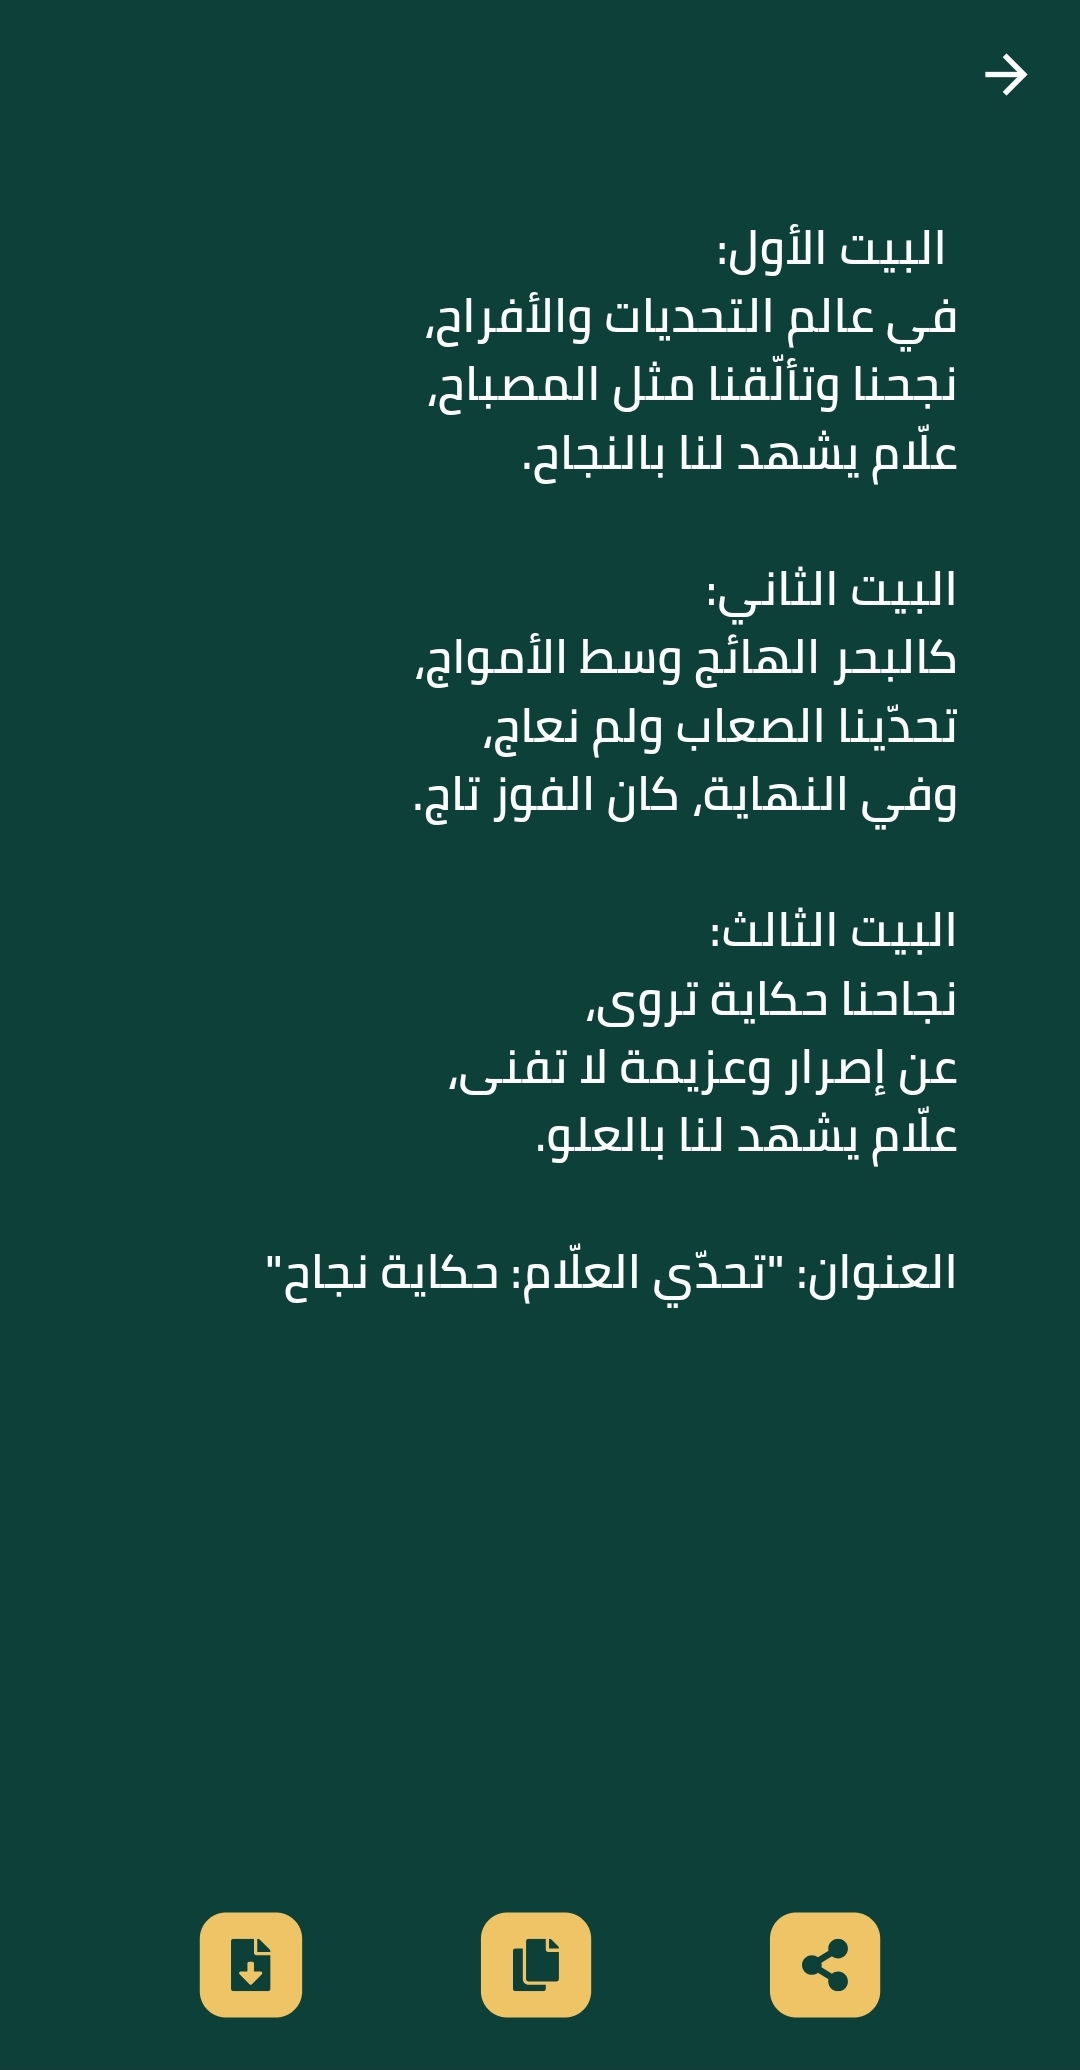 البيت الأول:
في عالم التحديات والأفراح،
نجحنا وتألّقنا مثل المصباح،
علّام يشهد لنا بالنجاح.
البيت الثاني:
كالبحر الهائج وسط الأمواج،
تحدّينا الصعاب ولم نعاج،
وفي النهاية، كان الفوز تاج.
البيت الثالث:
نجاحنا حكاية تروى،
عن إصرار وعزيمة لا تفنى،
علّام يشهد لنا بالعلو.
العنوان: "تحدّي العلّام: حكاية نجاح"